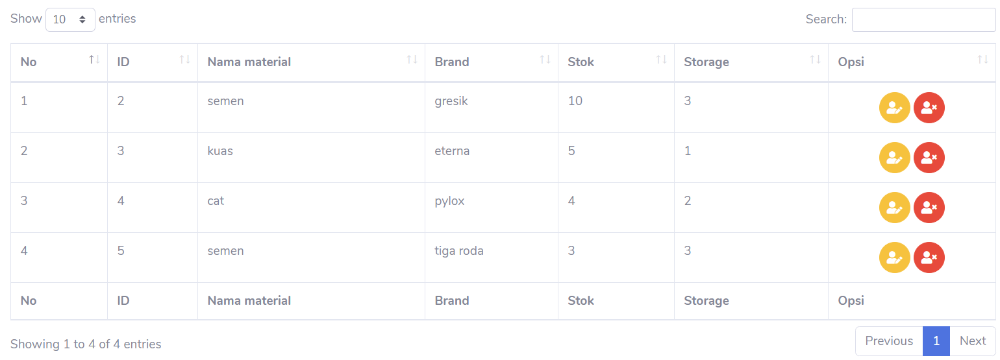 Show 10 entries Search:
No ID Nama material Brand Stok Storage Opsi
1 2 semen gresik 10 3
2 3 kuas eterna 5 1
3 4 cat pylox 4 2
4 5 semen tiga roda 3 3
No ID Nama material Brand Stok Storage Opsi
Showing 1 to 4 of 4 entries Previous 1 Next